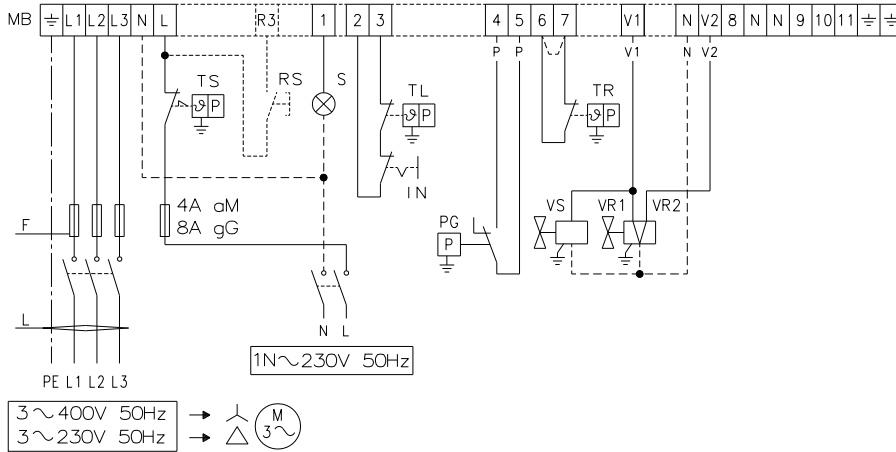 MB ⏚ L1 L2 L3 N L R3 1 2 3 4 5 6 7 V1 N V2 8 N N 9 10 11 ⏚ ⏚
P P V1 N V2
TS RS S TL TR
ϑ P ϑ P ϑ P
IN
4A aM
8A gG
F
VS VR1 VR2
PG
P
L
N L
1N∼230V 50Hz
PE L1 L2 L3
3∼400V 50Hz
3∼230V 50Hz
M
3∼